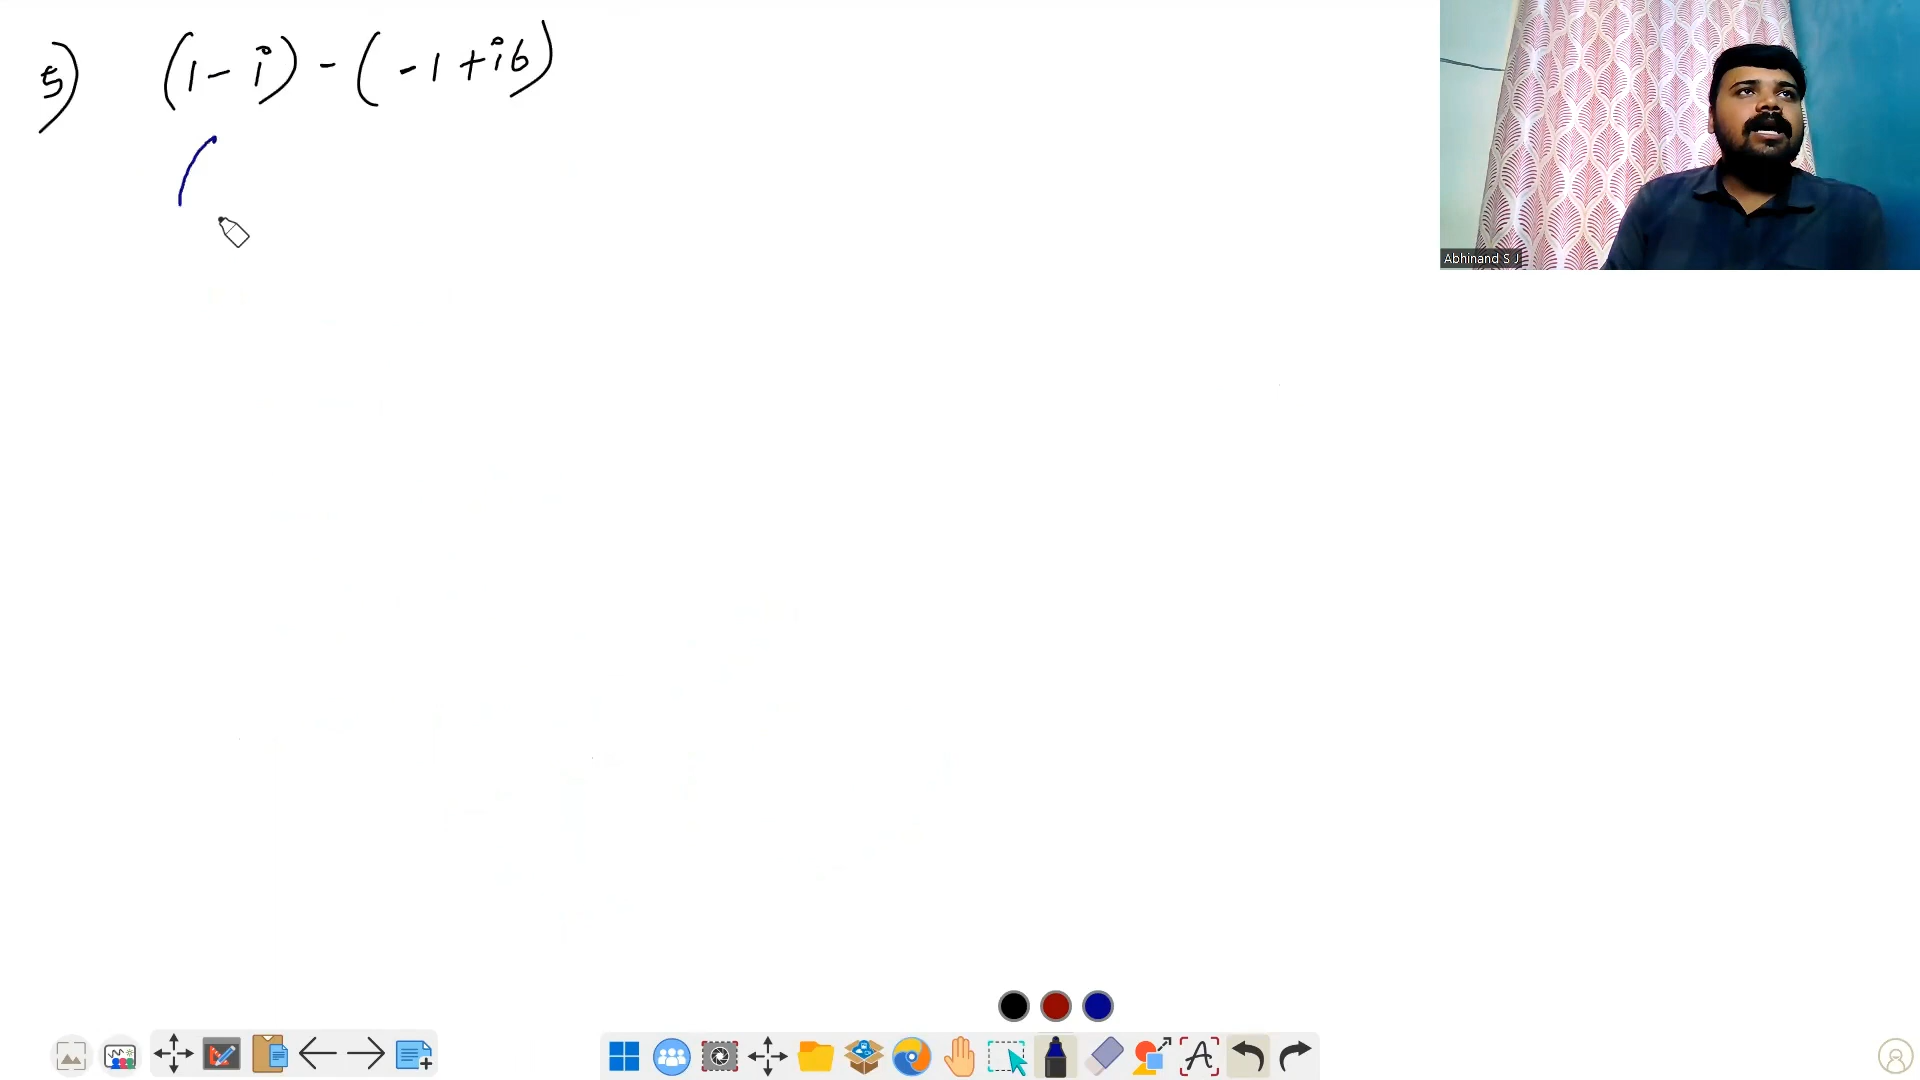 5) (1 - i) - (-1 + i6)
Abhinand S J